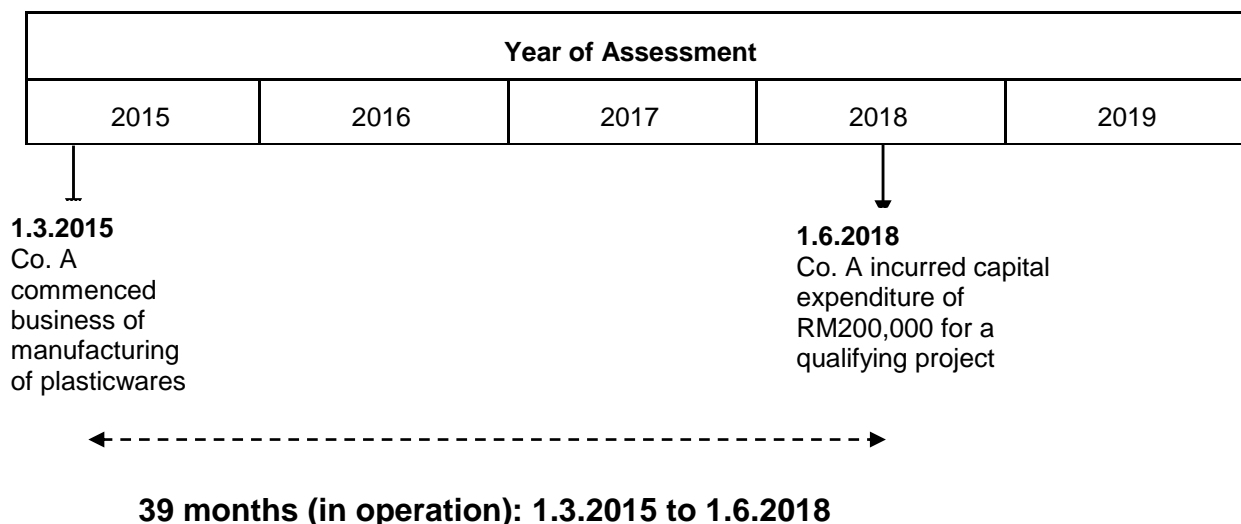 Year of Assessment
2015 2016 2017 2018 2019
1.3.2015
Co. A
commenced
business of
manufacturing
of plasticwares
1.6.2018
Co. A incurred capital
expenditure of
RM200,000 for a
qualifying project
39 months (in operation): 1.3.2015 to 1.6.2018